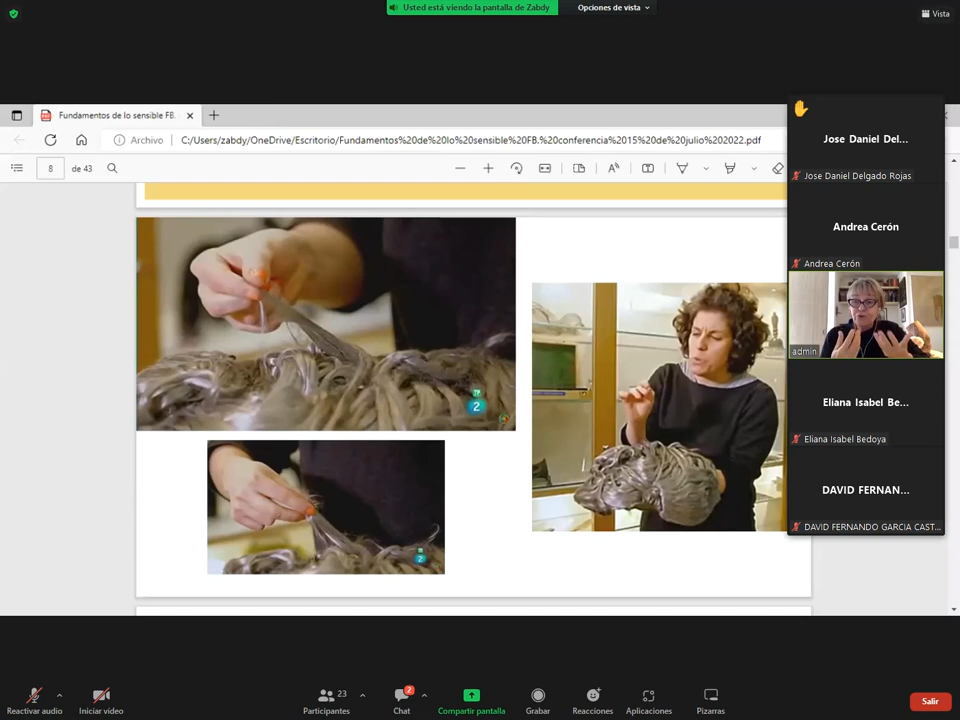 Usted está viendo la pantalla de Zabdy
Opciones de vista
Vista
Fundamentos de lo sensible FB.
Archivo
C:/Users/zabdy/OneDrive/Escritorio/Fundamentos%20de%20lo%20sensible%20FB.%20conferencia%2015%20de%20julio%202022.pdf
8 de 43
Jose Daniel Del...
Jose Daniel Delgado Rojas
Andrea Cerón
Andrea Cerón
admin
Eliana Isabel Be...
Eliana Isabel Bedoya
DAVID FERNAN...
DAVID FERNANDO GARCIA CAST...
2
2
Reactivar audio
Iniciar vídeo
23
Participantes
2
Chat
Compartir pantalla
Grabar
Reacciones
Aplicaciones
Pizarras
Salir